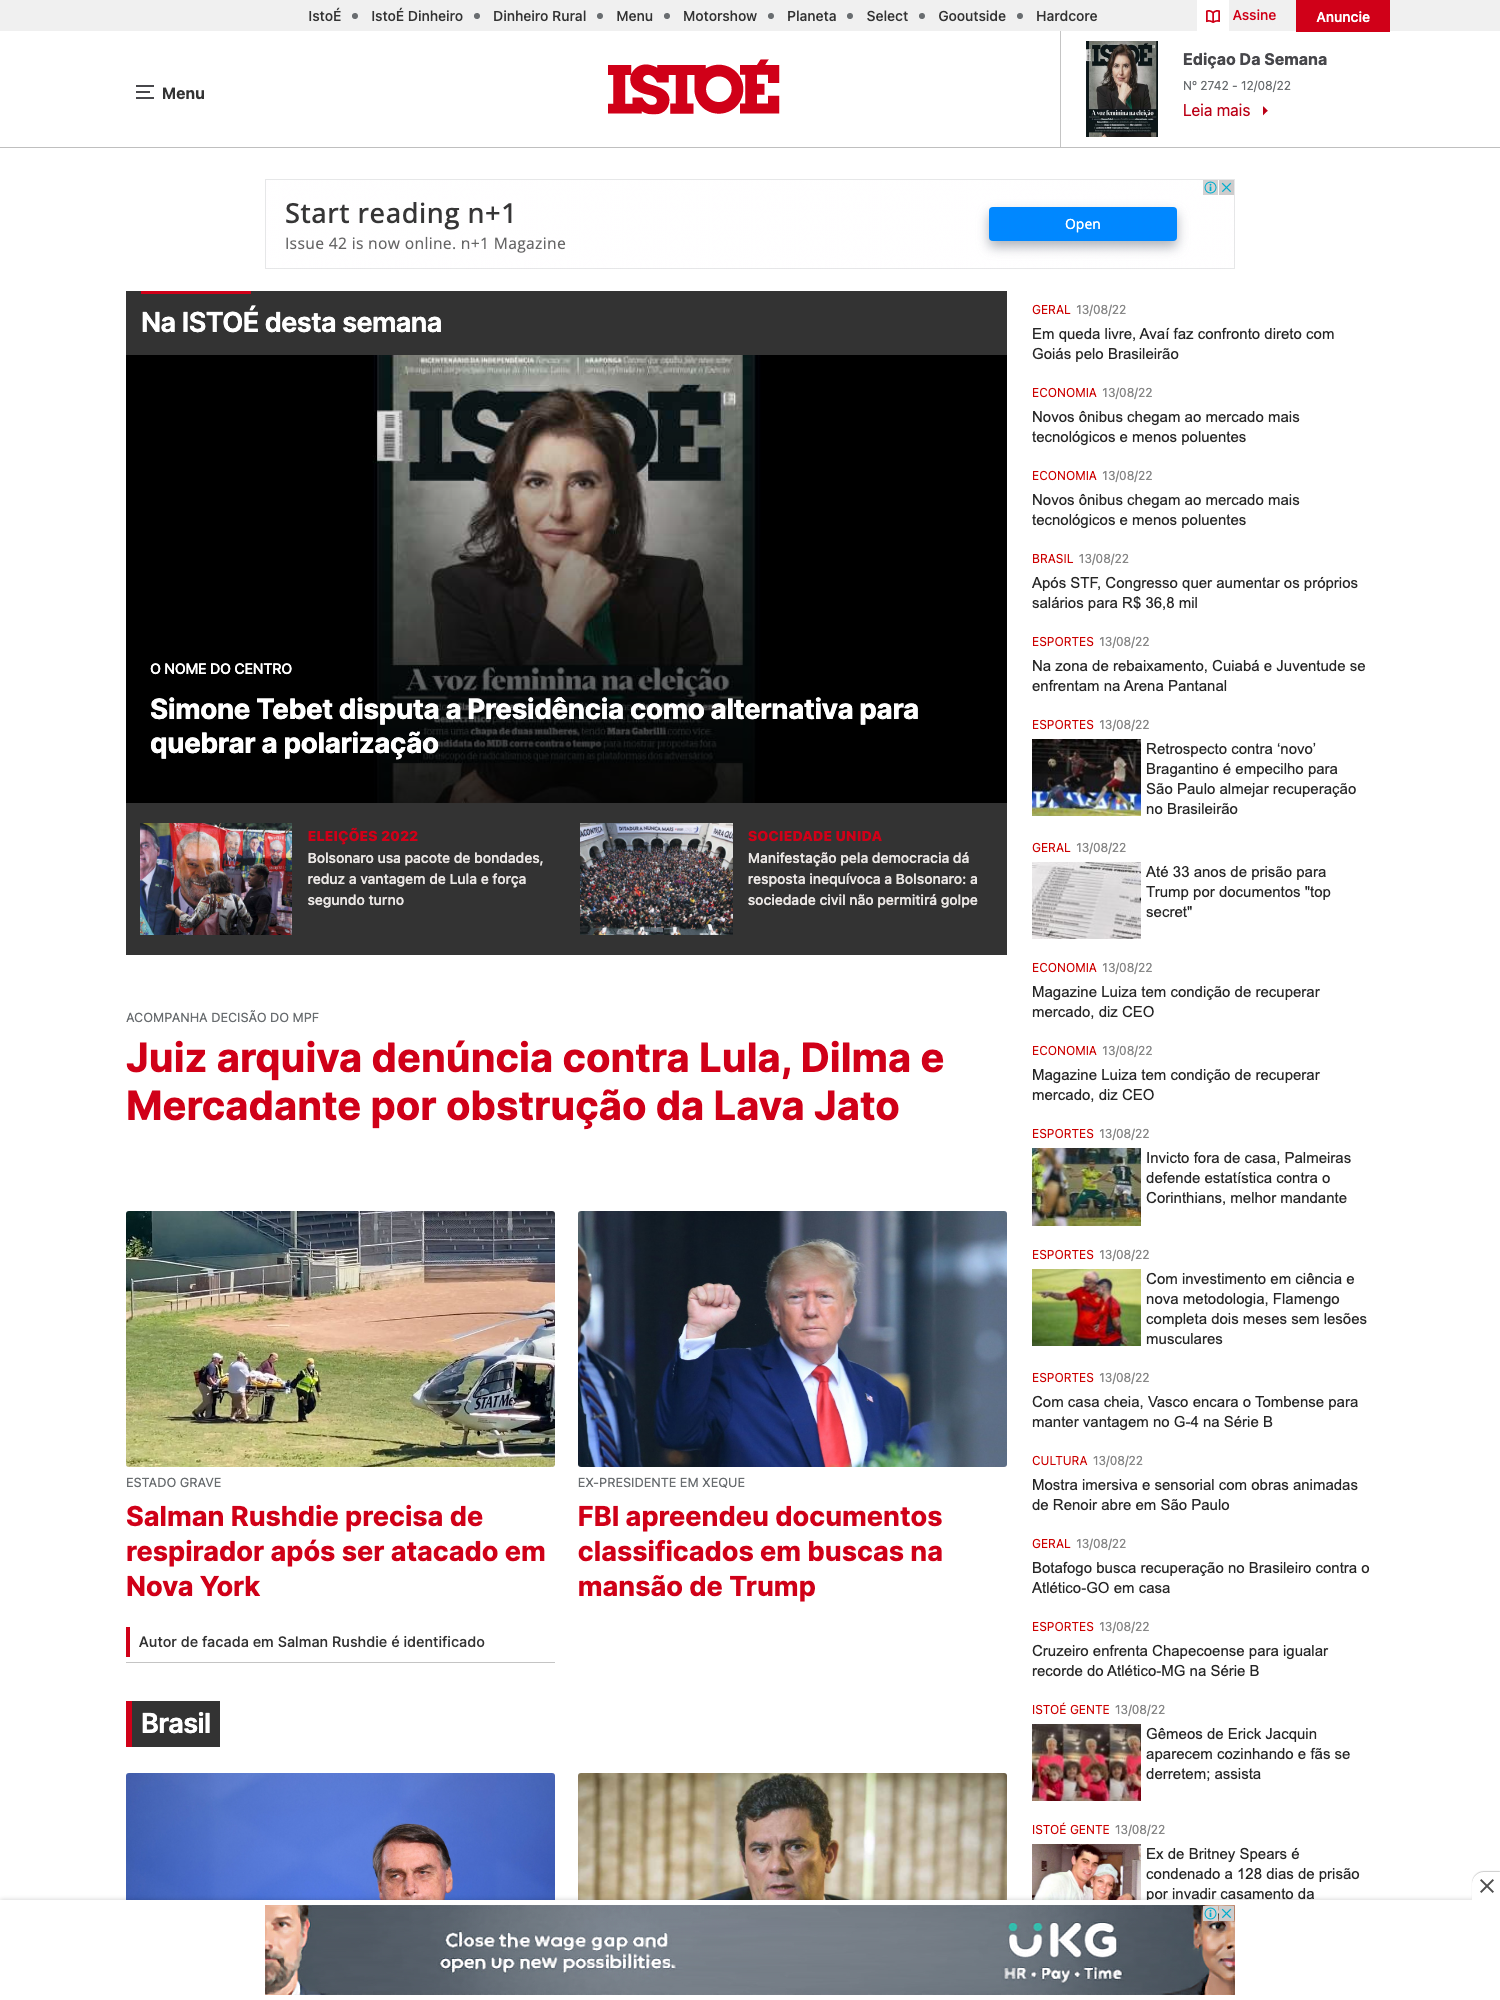 IstoÉ • IstoÉ Dinheiro • Dinheiro Rural • Menu • Motorshow • Planeta • Select • Gooutside • Hardcore
Assine
Anuncie
Menu
ISTOÉ
ISTOÉ
A voz feminina na eleição
Ediçao Da Semana
Nº 2742 - 12/08/22
Leia mais
Start reading n+1
Issue 42 is now online. n+1 Magazine
Open
Na ISTOÉ desta semana
BICENTENÁRIO DA INDEPENDÊNCIA
ISTOÉ
A voz feminina na eleição
O NOME DO CENTRO
Simone Tebet disputa a Presidência como alternativa para
quebrar a polarização
ELEIÇÕES 2022
Bolsonaro usa pacote de bondades,
reduz a vantagem de Lula e força
segundo turno
SOCIEDADE UNIDA
Manifestação pela democracia dá
resposta inequívoca a Bolsonaro: a
sociedade civil não permitirá golpe
ACOMPANHA DECISÃO DO MPF
Juiz arquiva denúncia contra Lula, Dilma e
Mercadante por obstrução da Lava Jato
STAT Me
ESTADO GRAVE
Salman Rushdie precisa de
respirador após ser atacado em
Nova York
Autor de facada em Salman Rushdie é identificado
EX-PRESIDENTE EM XEQUE
FBI apreendeu documentos
classificados em buscas na
mansão de Trump
Brasil
GERAL 13/08/22
Em queda livre, Avaí faz confronto direto com
Goiás pelo Brasileirão
ECONOMIA 13/08/22
Novos ônibus chegam ao mercado mais
tecnológicos e menos poluentes
ECONOMIA 13/08/22
Novos ônibus chegam ao mercado mais
tecnológicos e menos poluentes
BRASIL 13/08/22
Após STF, Congresso quer aumentar os próprios
salários para R$ 36,8 mil
ESPORTES 13/08/22
Na zona de rebaixamento, Cuiabá e Juventude se
enfrentam na Arena Pantanal
ESPORTES 13/08/22
Retrospecto contra ‘novo’
Bragantino é empecilho para
São Paulo almejar recuperação
no Brasileirão
GERAL 13/08/22
Até 33 anos de prisão para
Trump por documentos "top
secret"
ECONOMIA 13/08/22
Magazine Luiza tem condição de recuperar
mercado, diz CEO
ECONOMIA 13/08/22
Magazine Luiza tem condição de recuperar
mercado, diz CEO
ESPORTES 13/08/22
Invicto fora de casa, Palmeiras
defende estatística contra o
Corinthians, melhor mandante
ESPORTES 13/08/22
Com investimento em ciência e
nova metodologia, Flamengo
completa dois meses sem lesões
musculares
ESPORTES 13/08/22
Com casa cheia, Vasco encara o Tombense para
manter vantagem no G-4 na Série B
CULTURA 13/08/22
Mostra imersiva e sensorial com obras animadas
de Renoir abre em São Paulo
GERAL 13/08/22
Botafogo busca recuperação no Brasileiro contra o
Atlético-GO em casa
ESPORTES 13/08/22
Cruzeiro enfrenta Chapecoense para igualar
recorde do Atlético-MG na Série B
ISTOÉ GENTE 13/08/22
Gêmeos de Erick Jacquin
aparecem cozinhando e fãs se
derretem; assista
ISTOÉ GENTE 13/08/22
Ex de Britney Spears é
condenado a 128 dias de prisão
por invadir casamento da
Close the wage gap and
open up new possibilities.
UKG
HR • Pay • Time